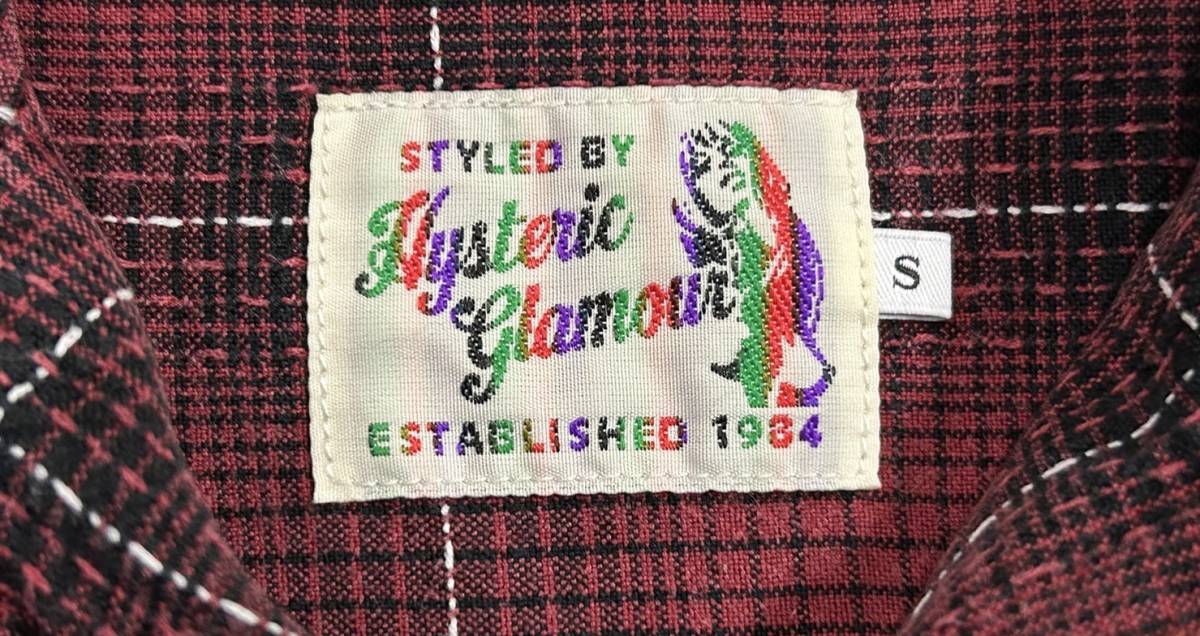 STYLED BY
Hysteric
Glamour
ESTABLISHED 1984
S